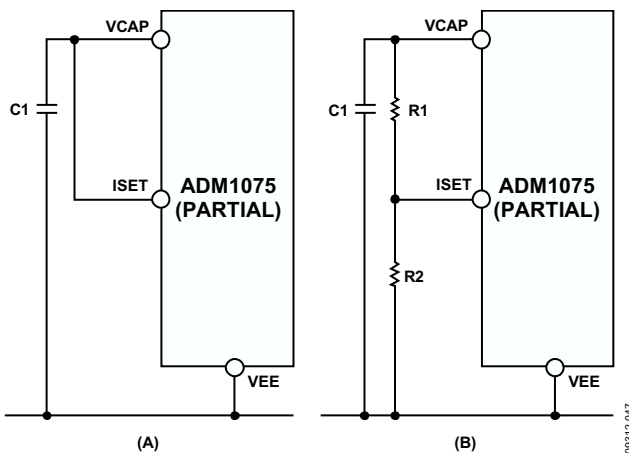 VCAP
C1
ISET
ADM1075
(PARTIAL)
VEE
(A)
VCAP
C1
R1
ISET
ADM1075
(PARTIAL)
R2
VEE
(B)
09312-047